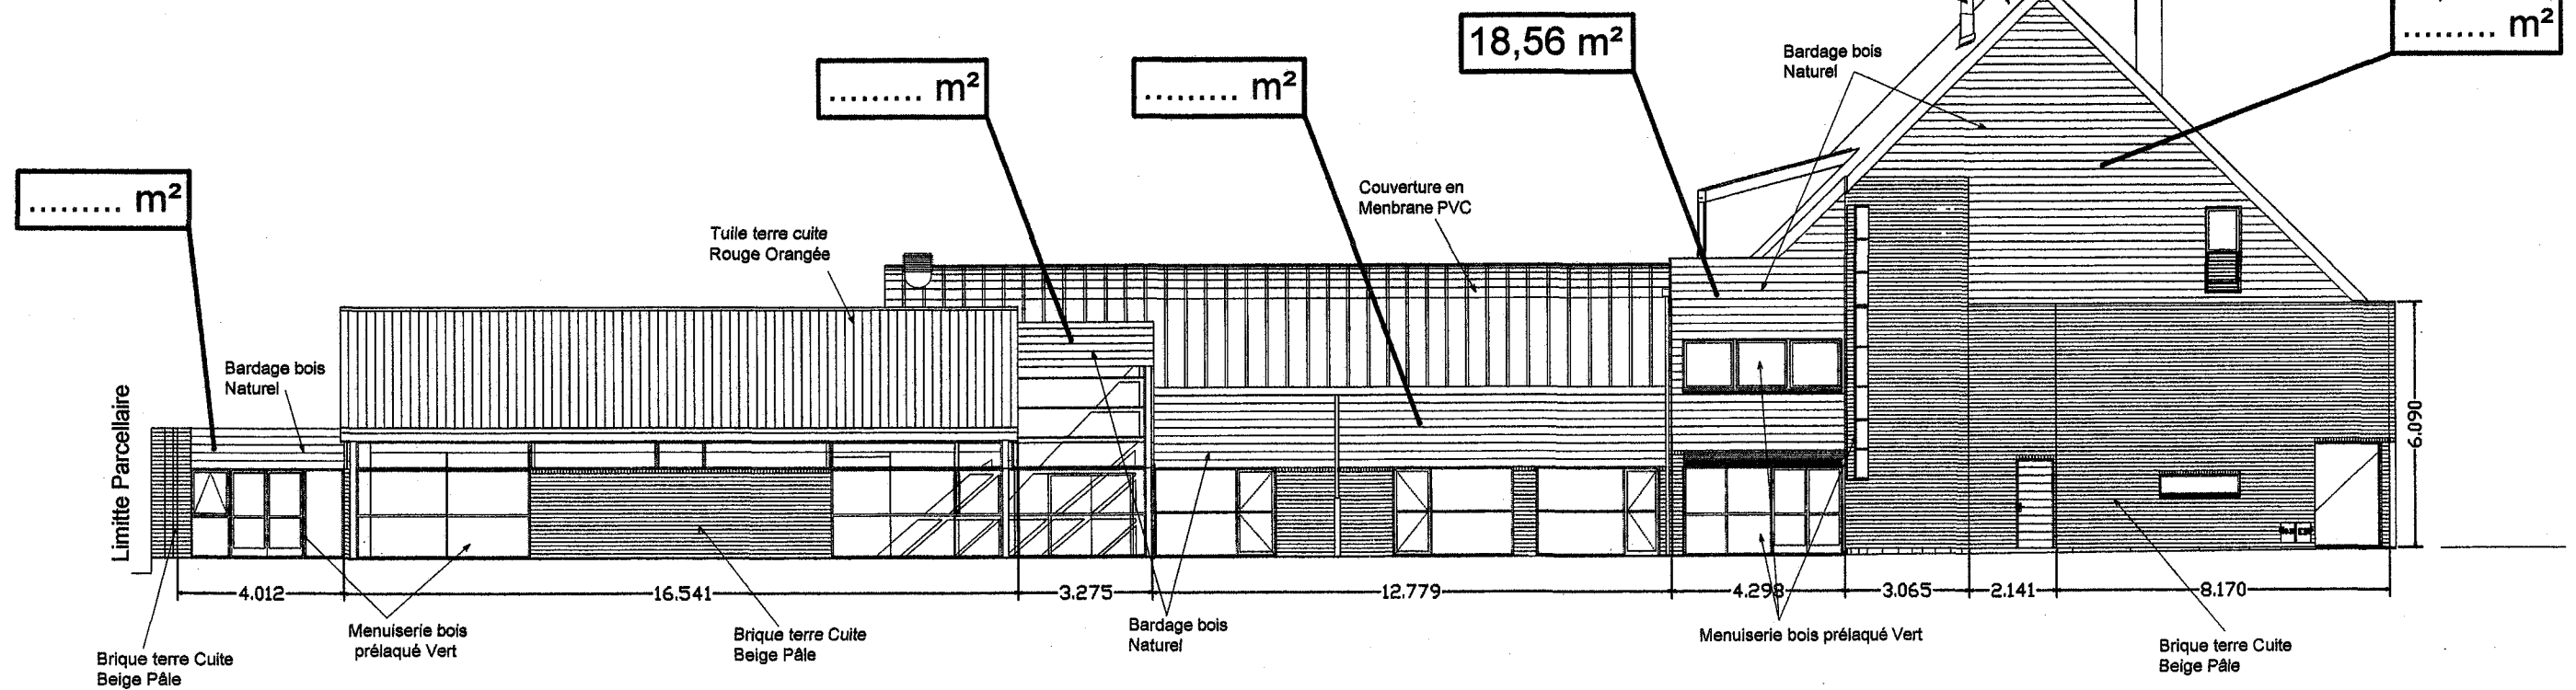 ......... m²
......... m²
......... m²
18,56 m²
......... m²
Bardage bois
Naturel
Couverture en
Menbrane PVC
Tuile terre cuite
Rouge Orangée
Bardage bois
Naturel
Limitte Parcellaire
6.090
4.012
16.541
3.275
12.779
4.298
3.065
2.141
8.170
Menuiserie bois
prélaqué Vert
Brique terre Cuite
Beige Pâle
Brique terre Cuite
Beige Pâle
Bardage bois
Naturel
Menuiserie bois prélaqué Vert
Brique terre Cuite
Beige Pâle